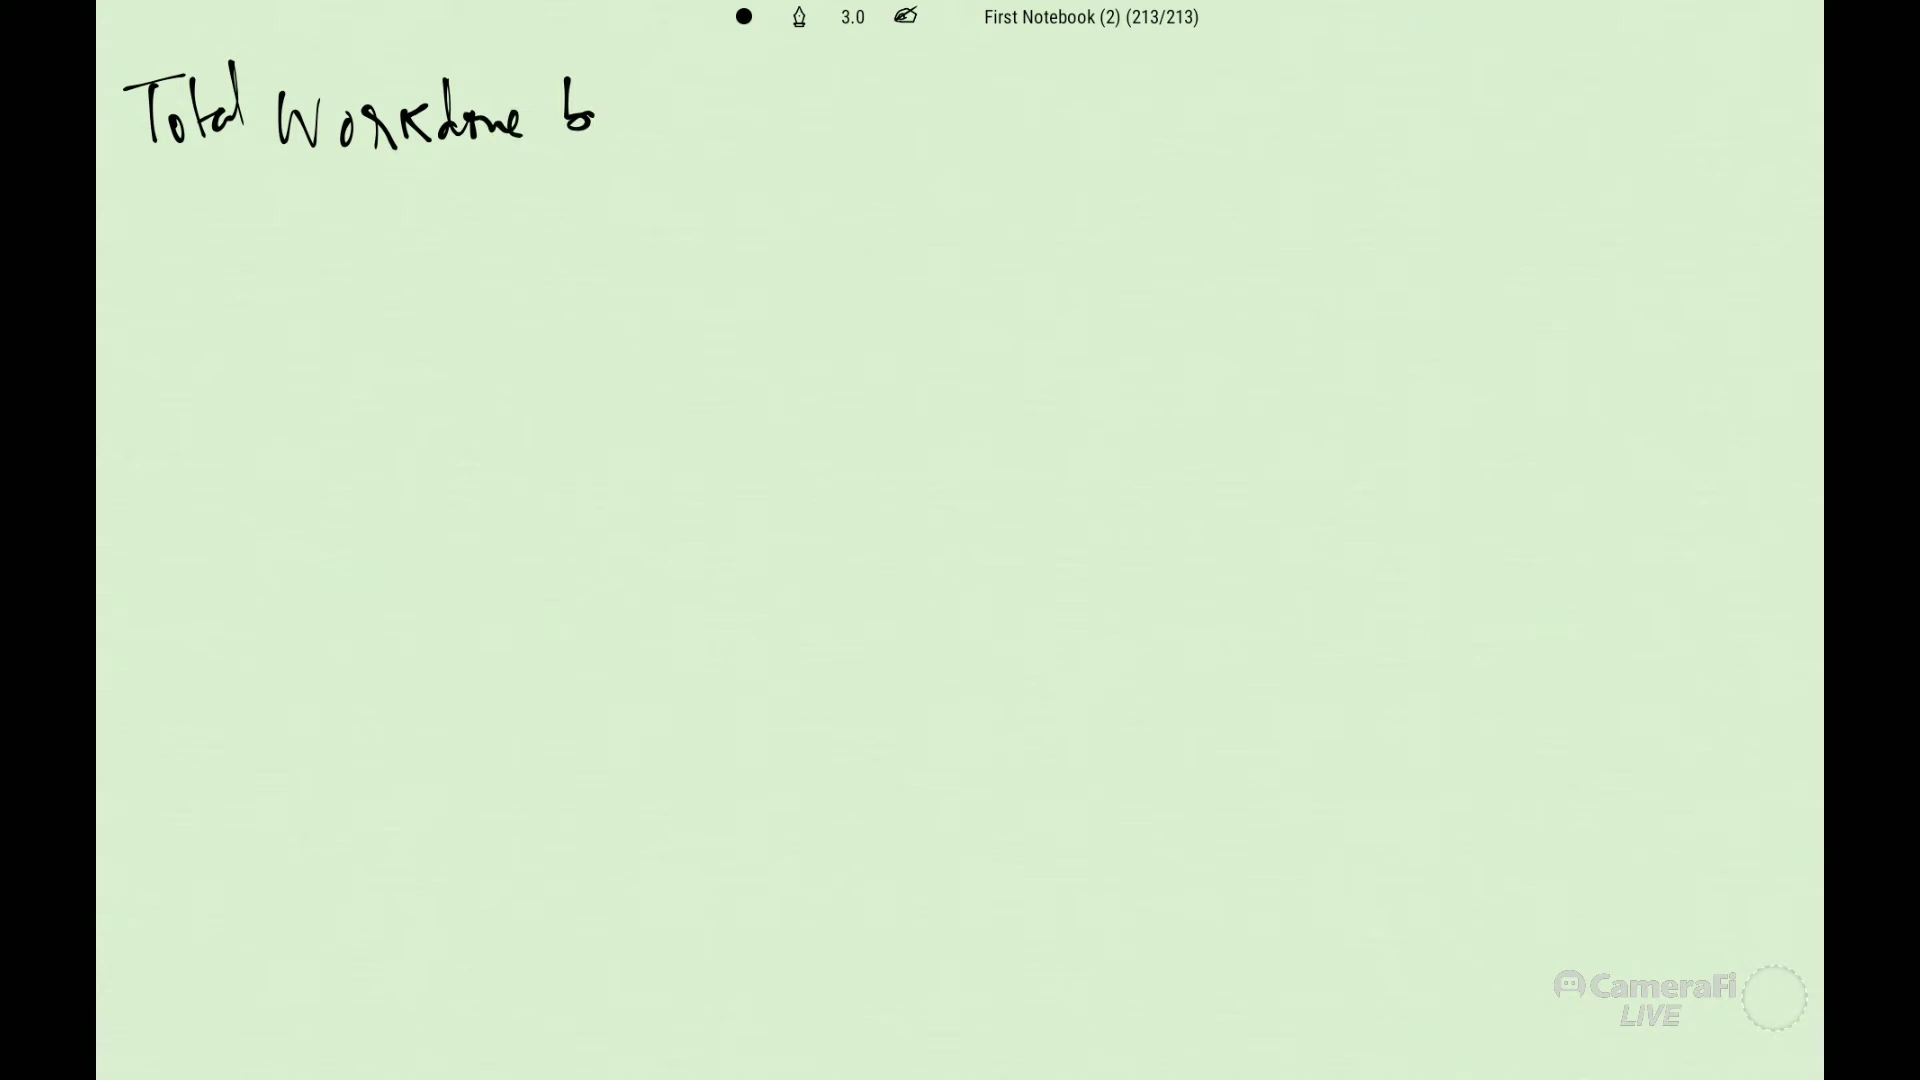 3.0 First Notebook (2) (213/213)
Total Workdone b
CameraFi
LIVE